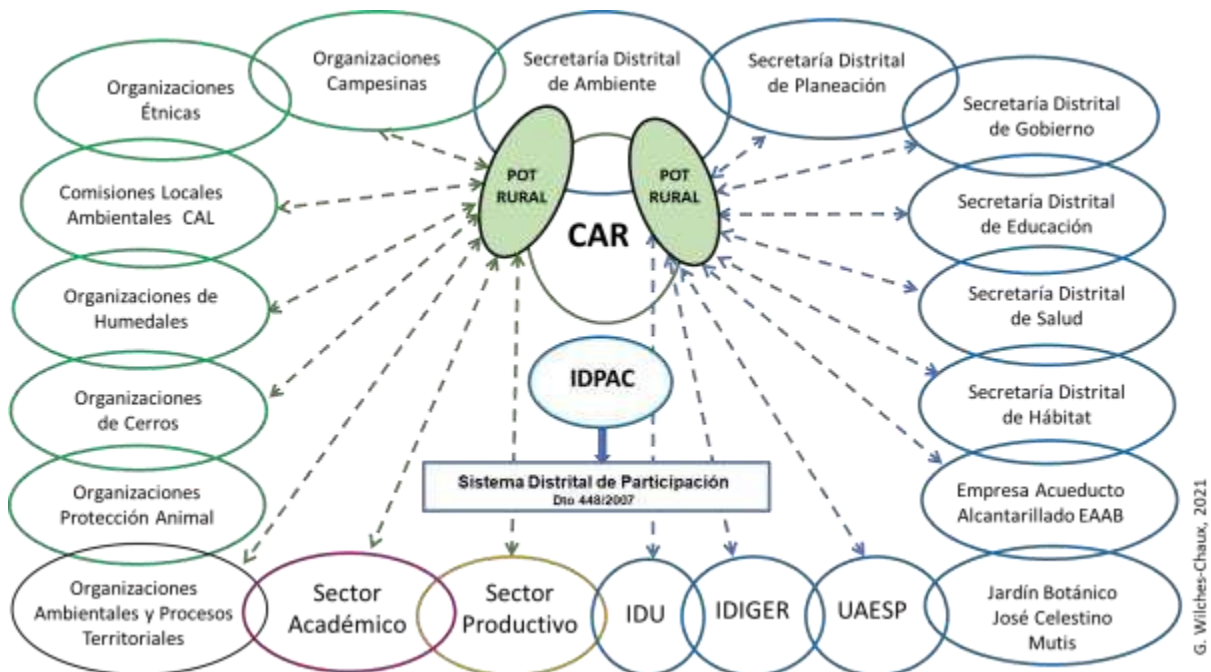 Organizaciones
Étnicas
Organizaciones
Campesinas
Secretaría Distrital
de Ambiente
Secretaría Distrital
de Planeación
Secretaría Distrital
de Gobierno
POT
RURAL
POT
RURAL
CAR
Comisiones Locales
Ambientales CAL
Secretaría Distrital
de Educación
Organizaciones de
Humedales
Secretaría Distrital
de Salud
IDPAC
Organizaciones
de Cerros
Secretaría Distrital
de Hábitat
Sistema Distrital de Participación
Dto 448/2007
Organizaciones
Protección Animal
Empresa Acueducto
Alcantarillado EAAB
Organizaciones
Ambientales y Procesos
Territoriales
Sector
Académico
Sector
Productivo
IDU
IDIGER
UAESP
Jardín Botánico
José Celestino
Mutis
G. Wilches-Chaux, 2021